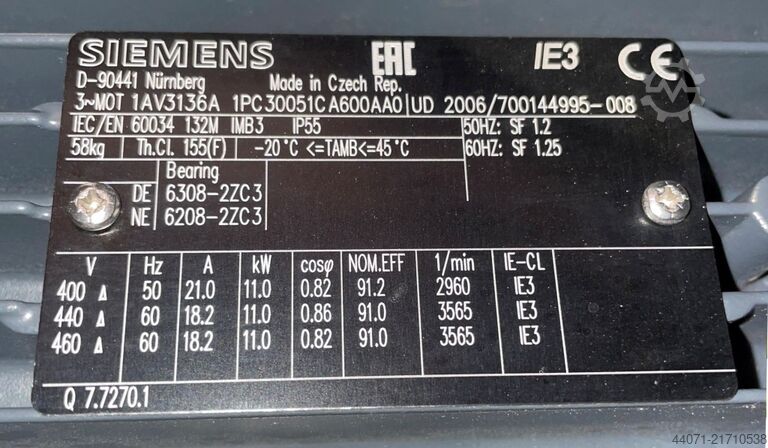 SIEMENS EAC IE3 CE
D-90441 Nürnberg Made in Czech Rep.
3~MOT 1AV3136A 1PC30051CA600AA0 UD 2006/700144995-008
IEC/EN 60034 132M IMB3 IP55 50HZ: SF 1.2
58kg Th.Cl. 155(F) -20°C <=TAMB<=45°C 60HZ: SF 1.25
Bearing
DE 6308-2ZC3
NE 6208-2ZC3
V Hz A kW cosφ NOM.EFF 1/min IE-CL
400 Δ 50 21.0 11.0 0.82 91.2 2960 IE3
440 Δ 60 18.2 11.0 0.86 91.0 3565 IE3
460 Δ 60 18.2 11.0 0.82 91.0 3565 IE3
Q 7.7270.1
44071-21710538